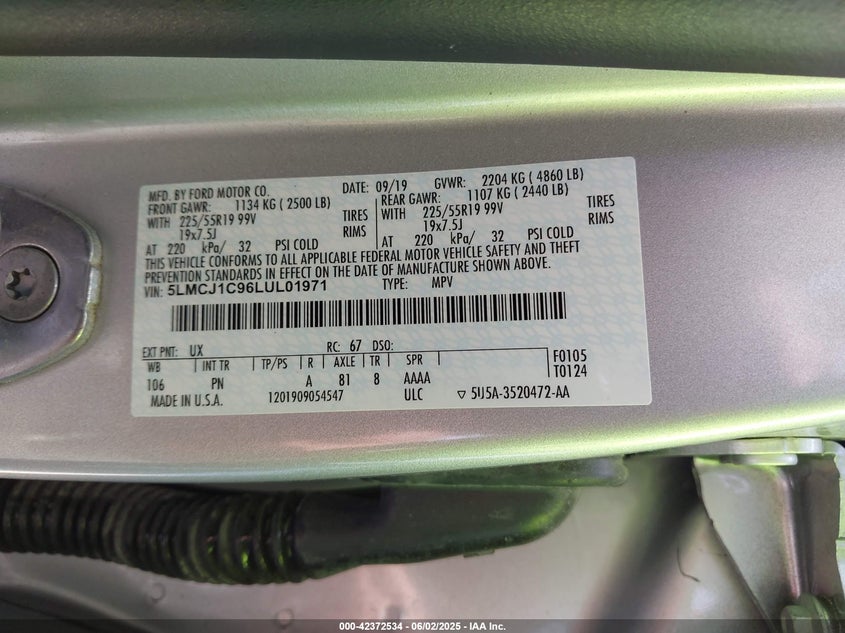 MFD. BY FORD MOTOR CO. DATE: 09/19 GVWR: 2204 KG ( 4860 LB)
FRONT GAWR: 1134 KG ( 2500 LB) REAR GAWR: 1107 KG ( 2440 LB)
WITH 225/55R19 99V TIRES WITH 225/55R19 99V TIRES
19x7.5J RIMS 19x7.5J RIMS
AT 220 kPa/ 32 PSI COLD AT 220 kPa/ 32 PSI COLD
THIS VEHICLE CONFORMS TO ALL APPLICABLE FEDERAL MOTOR VEHICLE SAFETY AND THEFT
PREVENTION STANDARDS IN EFFECT ON THE DATE OF MANUFACTURE SHOWN ABOVE.
VIN: 5LMCJ1C96LUL01971 TYPE: MPV
EXT PNT: UX RC: 67 DSO: F0105
WB INT TR TP/PS R AXLE TR SPR T0124
106 PN A 81 8 AAAA
MADE IN U.S.A. 1201909054547 ULC ▽ 5U5A-3520472-AA
000-42372534 - 06/02/2025 - IAA Inc.